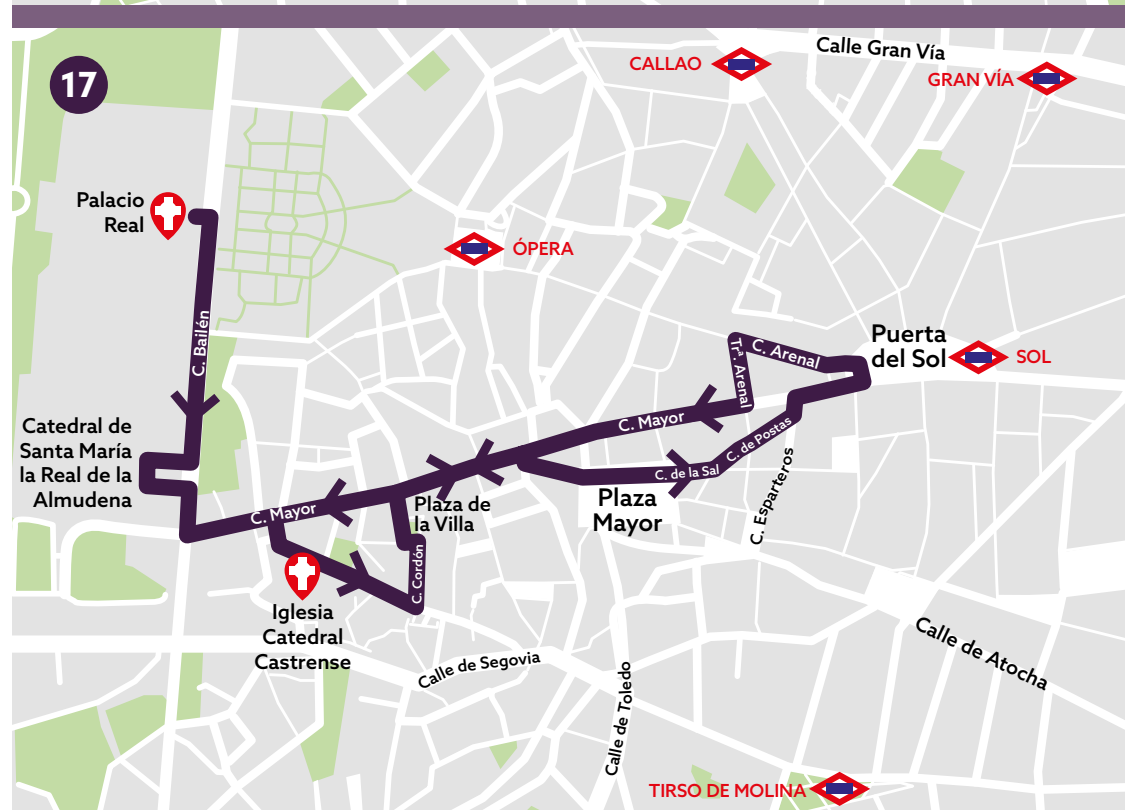 17
CALLAO
Calle Gran Vía
GRAN VÍA
Palacio
Real
ÓPERA
C. Bailén
Puerta
del Sol
SOL
C. Arenal
Trª. Arenal
C. Mayor
C. de Postas
C. de la Sal
C. Esparteros
Catedral de
Santa María
la Real de la
Almudena
Plaza
Mayor
Plaza de
la Villa
C. Mayor
C. Cordón
Iglesia
Catedral
Castrense
Calle de Segovia
Calle de Toledo
Calle de Atocha
TIRSO DE MOLINA